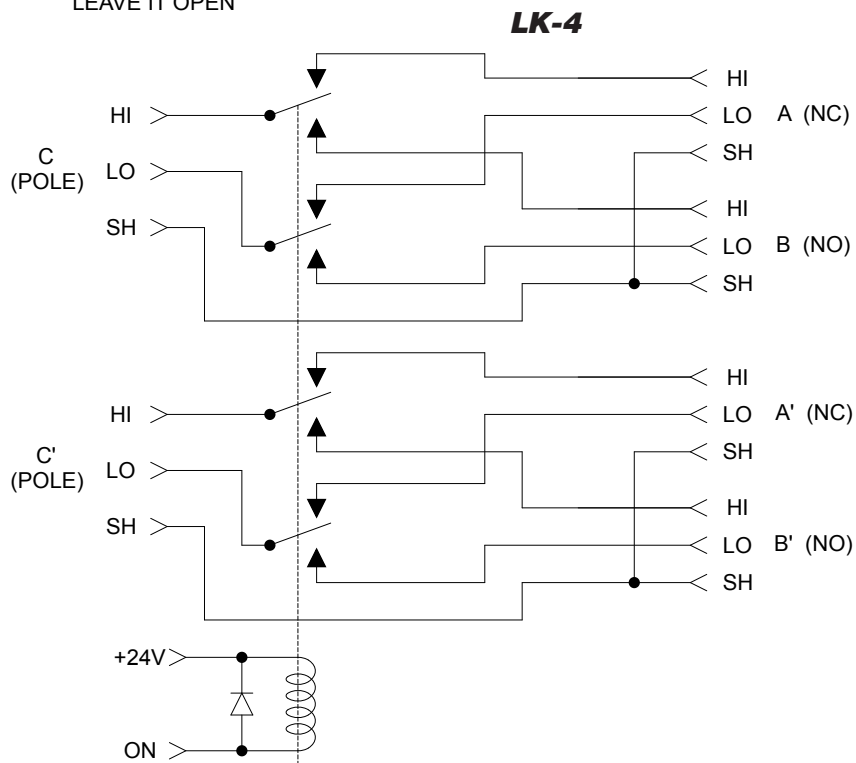 LEAVE IT OPEN
LK-4
HI
HI
LO A (NC)
C
(POLE)
LO
SH
SH
HI
LO B (NO)
SH
HI
HI
LO A' (NC)
C'
(POLE)
LO
SH
SH
HI
LO B' (NO)
SH
+24V
ON